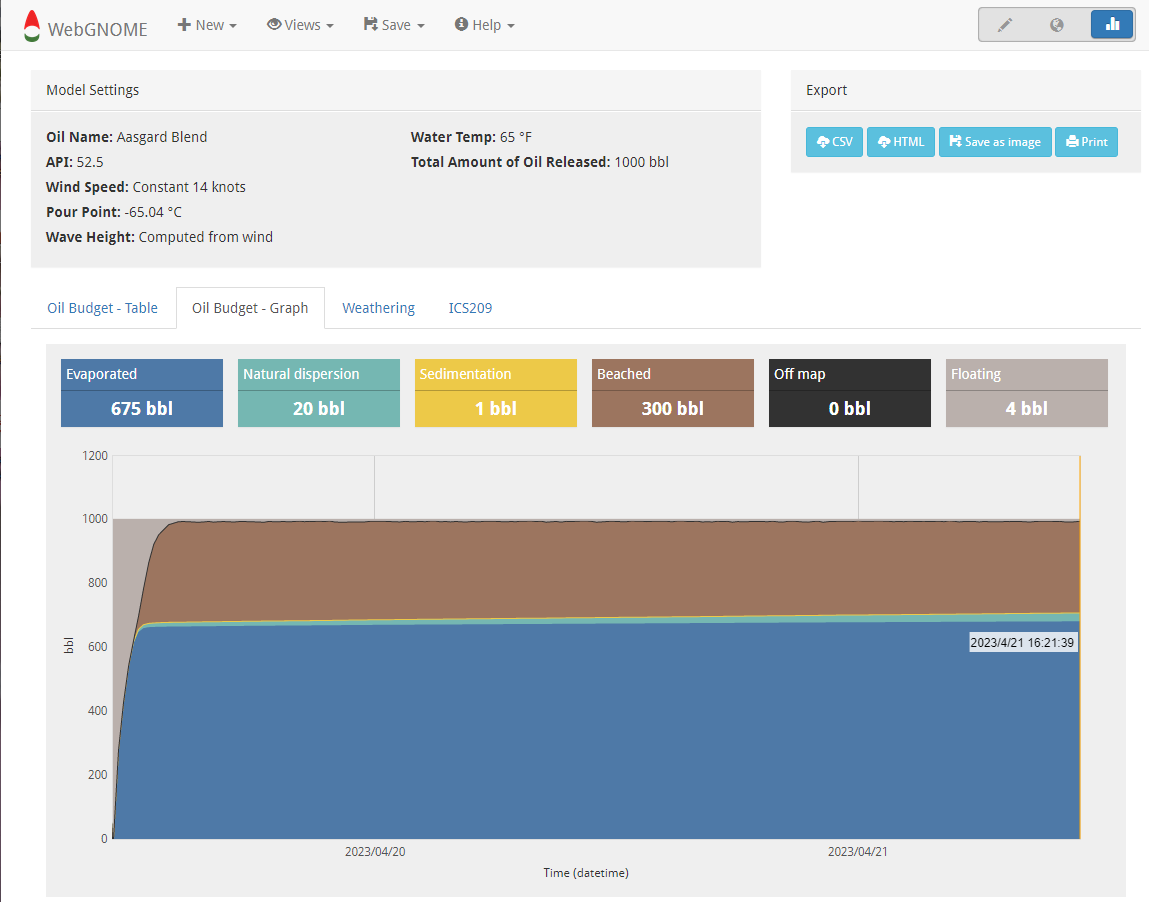 WebGNOME
New
Views
Save
Help
Model Settings
Export
Oil Name: Aasgard Blend
Water Temp: 65 °F
API: 52.5
Total Amount of Oil Released: 1000 bbl
Wind Speed: Constant 14 knots
Pour Point: -65.04 °C
Wave Height: Computed from wind
CSV
HTML
Save as image
Print
Oil Budget - Table
Oil Budget - Graph
Weathering
ICS209
Evaporated
675 bbl
Natural dispersion
20 bbl
Sedimentation
1 bbl
Beached
300 bbl
Off map
0 bbl
Floating
4 bbl
1200
1000
800
600
400
200
0
bbl
2023/4/21 16:21:39
2023/04/20
2023/04/21
Time (datetime)